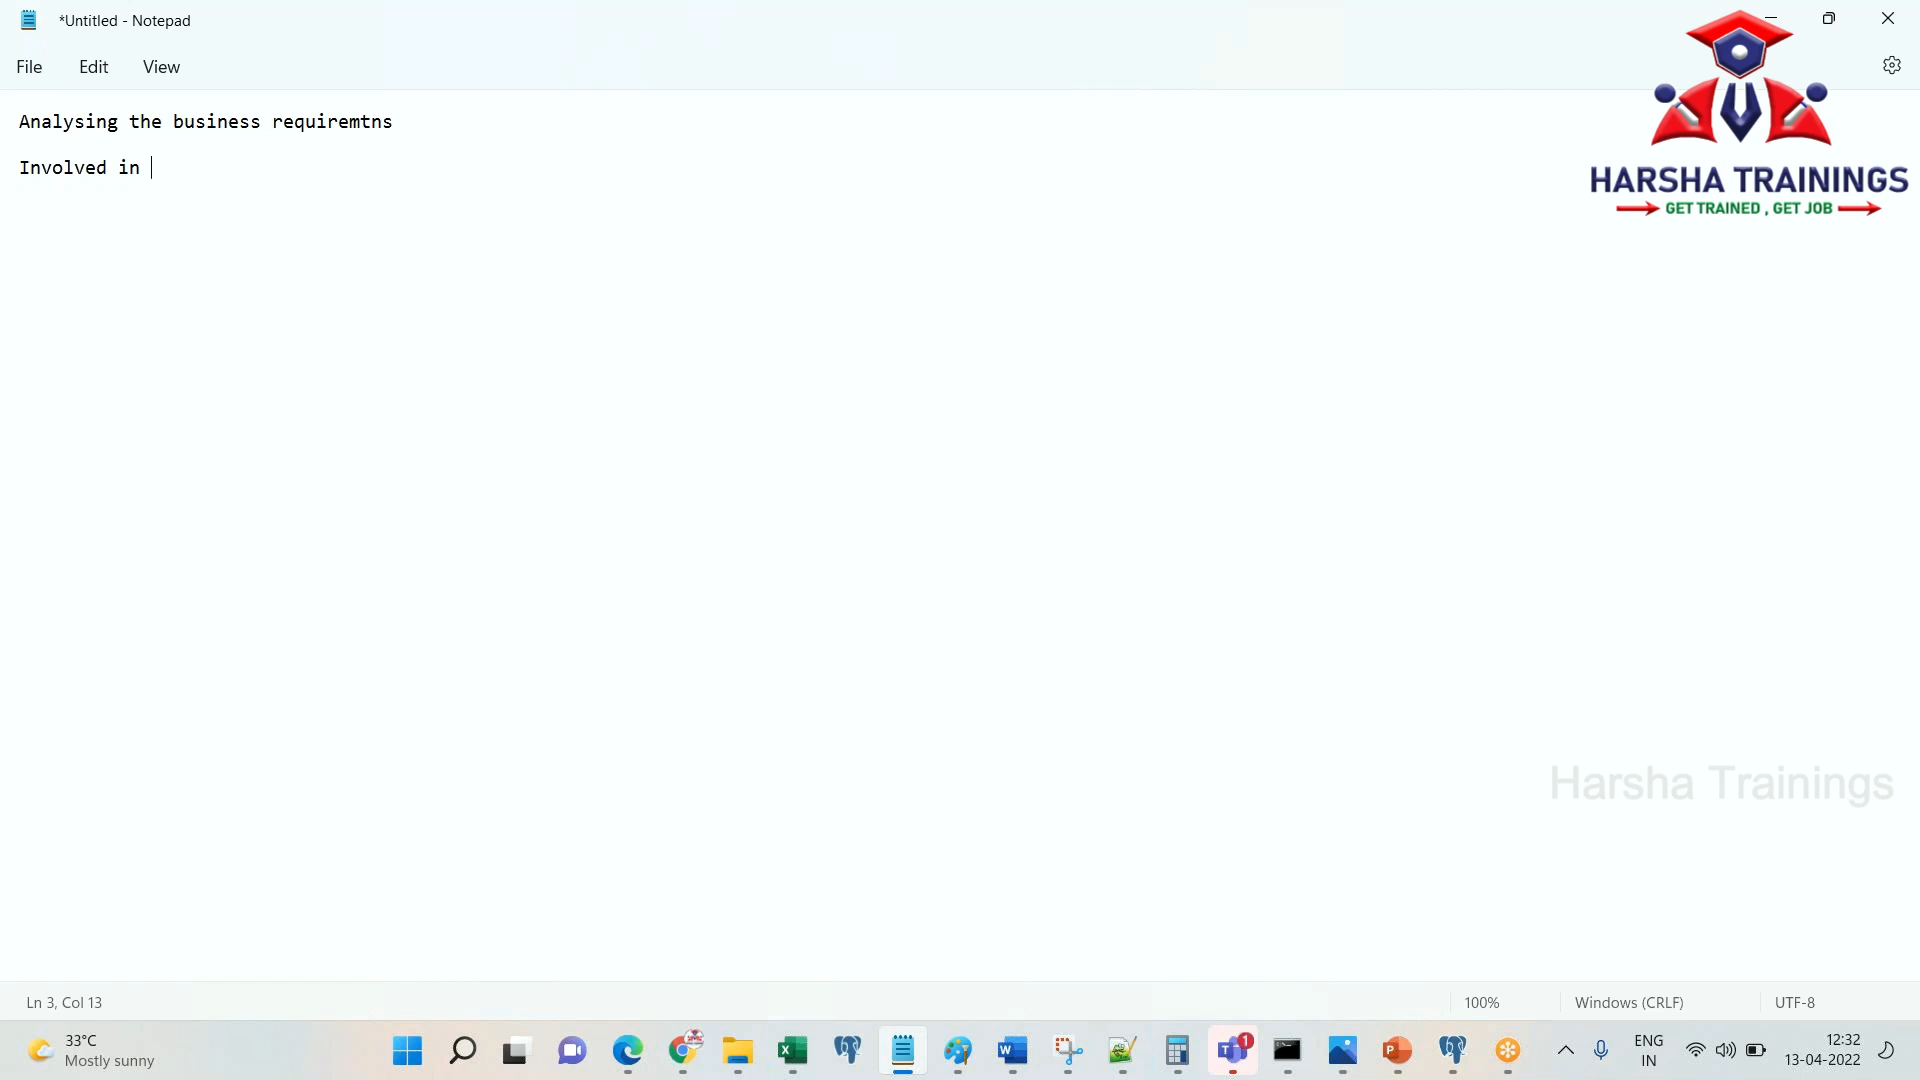 *Untitled - Notepad
File Edit View
Analysing the business requiremtns
Involved in
HARSHA TRAININGS
GET TRAINED , GET JOB
Harsha Trainings
Ln 3, Col 13 100% Windows (CRLF) UTF-8
33°C
Mostly sunny
1
ENG
IN
12:32
13-04-2022